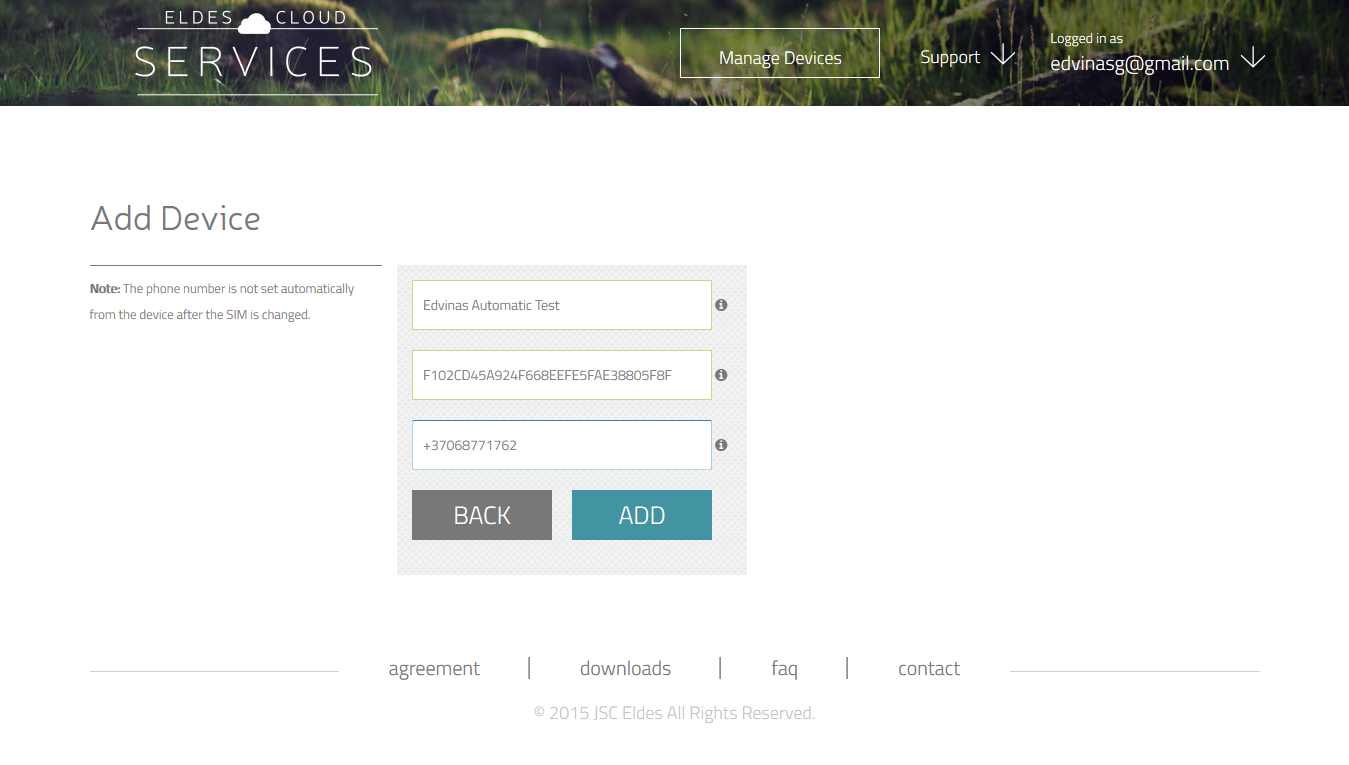 ELDES CLOUD
SERVICES
Manage Devices
Support
Logged in as
edvinasg@gmail.com
Add Device
Note: The phone number is not set automatically
from the device after the SIM is changed.
Edvinas Automatic Test
F102CD45A924F668EEFE5FAE38805F8F
+37068771762
BACK
ADD
agreement
downloads
faq
contact
© 2015 JSC Eldes All Rights Reserved.